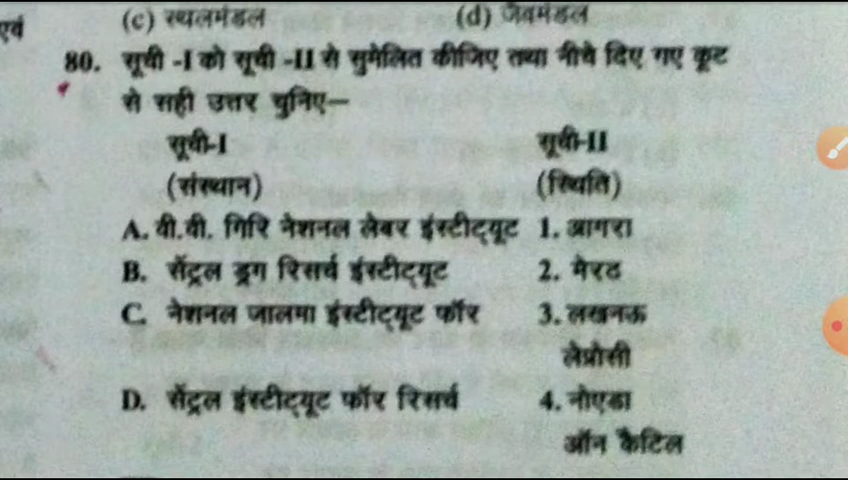 एवं
(c) स्थलमंडल (d) जैवमंडल
80. सूची -I को सूची -II से सुमेलित कीजिए तथा नीचे दिए गए कूट
से सही उत्तर चुनिए—
सूची-I सूची-II
(संस्थान) (स्थिति)
A. वी.वी. गिरि नेशनल लेबर इंस्टीट्यूट 1. आगरा
B. सेंट्रल ड्रग रिसर्च इंस्टीट्यूट 2. मेरठ
C. नेशनल जालमा इंस्टीट्यूट फॉर 3. लखनऊ
लेप्रोसी
D. सेंट्रल इंस्टीट्यूट फॉर रिसर्च 4. नोएडा
ऑन कैटिल